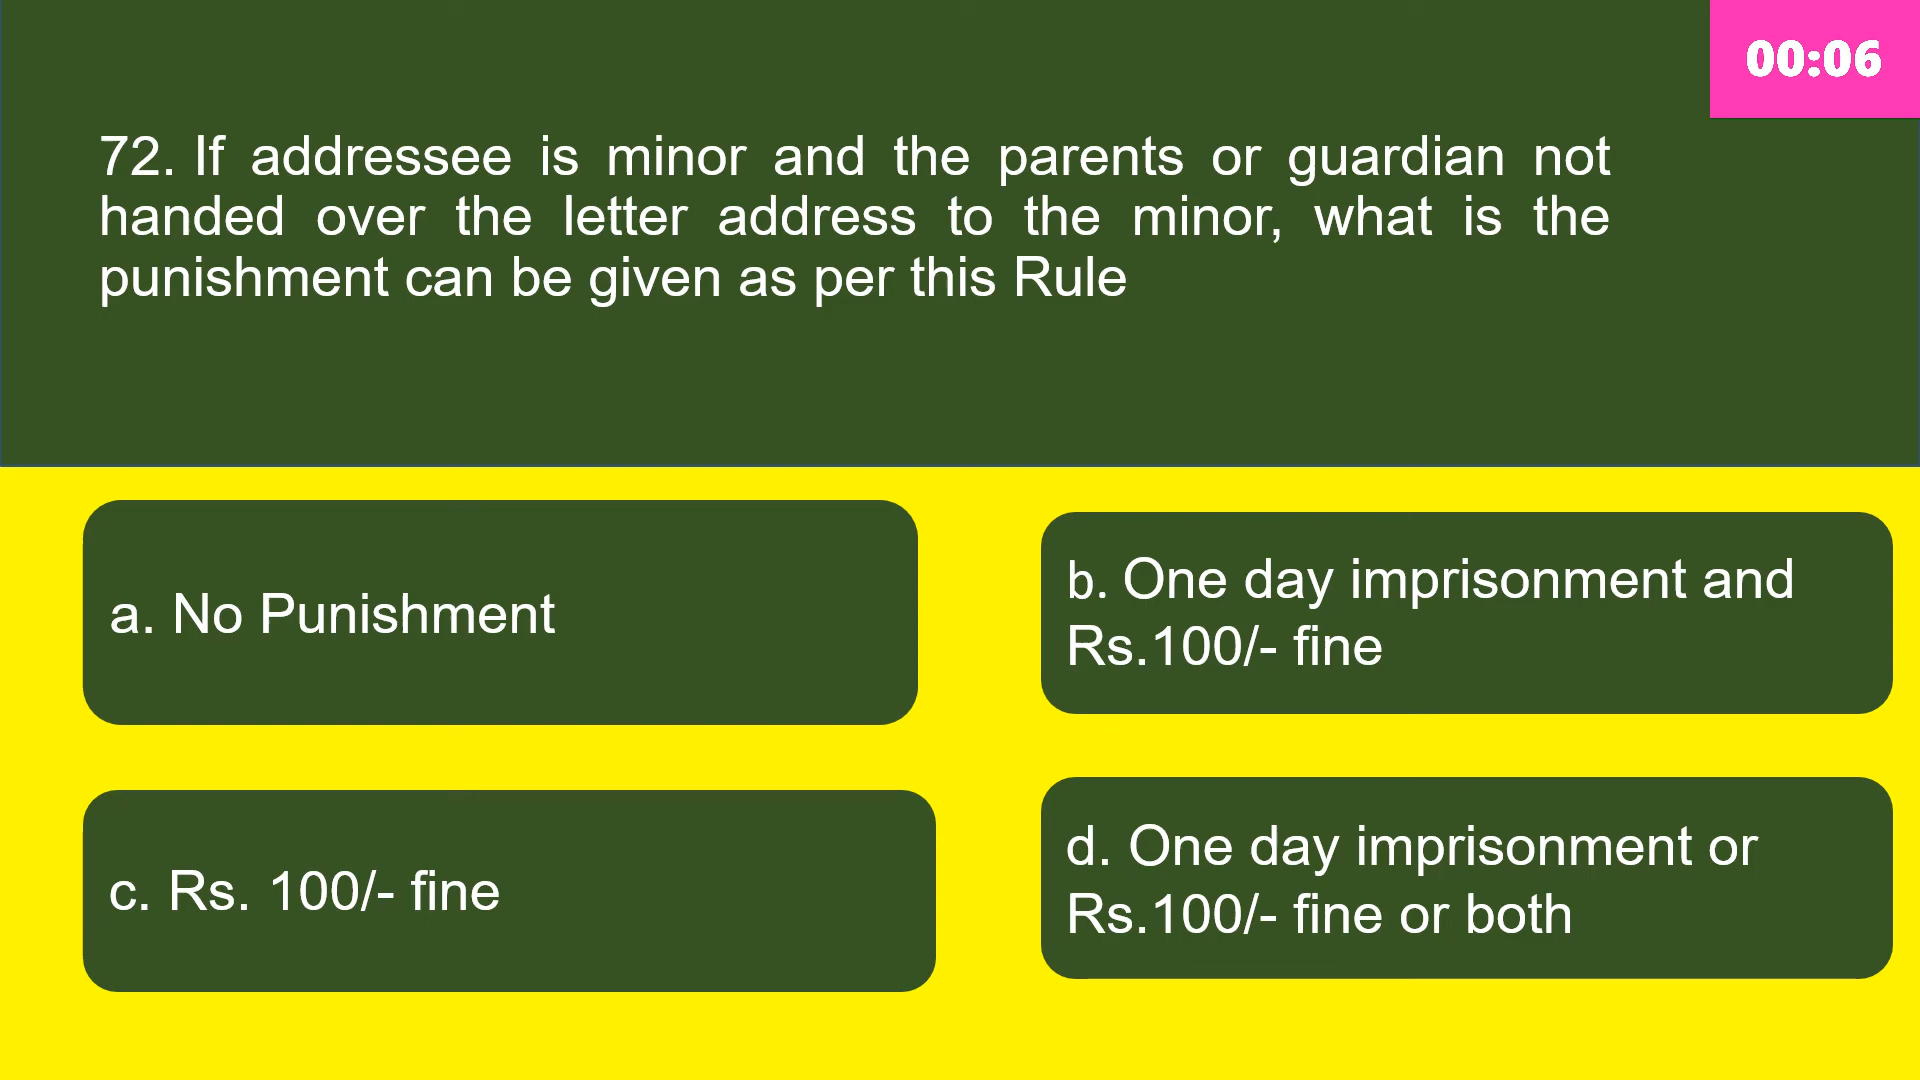 00:06
72. If addressee is minor and the parents or guardian not
handed over the letter address to the minor, what is the
punishment can be given as per this Rule
a. No Punishment
b. One day imprisonment and
Rs.100/- fine
c. Rs. 100/- fine
d. One day imprisonment or
Rs.100/- fine or both